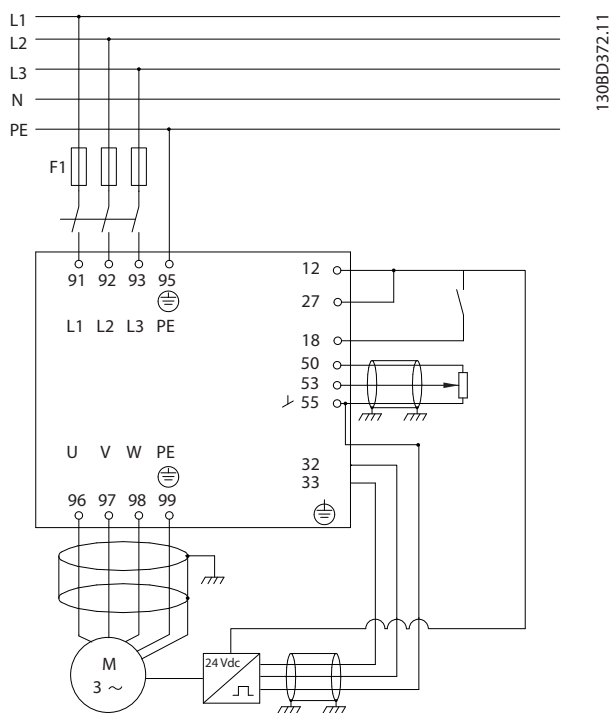 L1
L2
L3
N
PE
130BD372.11
F1
91 92 93 95
L1 L2 L3 PE
12
27
18
50
53
55
U V W PE
32
33
96 97 98 99
M
3 ~
24 Vdc